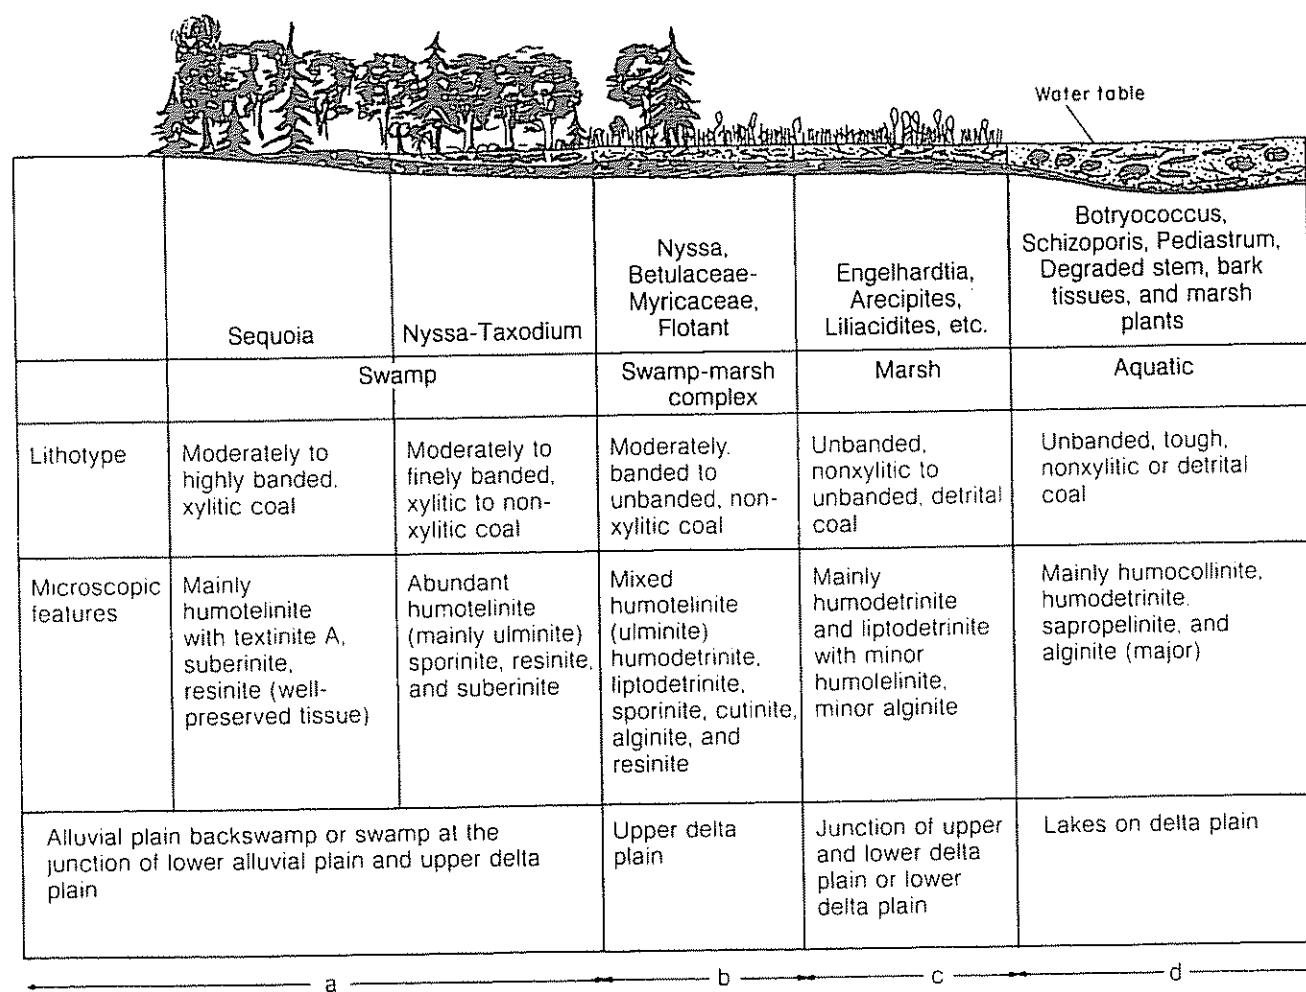 Water table
Sequoia
Nyssa-Taxodium
Nyssa,
Betulaceae-
Myricaceae,
Flotant
Engelhardtia,
Arecipites,
Liliacidites, etc.
Botryococcus,
Schizoporis, Pediastrum,
Degraded stem, bark
tissues, and marsh
plants
Swamp
Swamp-marsh
complex
Marsh
Aquatic
Lithotype
Moderately to
highly banded.
xylitic coal
Moderately to
finely banded,
xylitic to non-
xylitic coal
Moderately.
banded to
unbanded, non-
xylitic coal
Unbanded,
nonxylitic to
unbanded, detrital
coal
Unbanded, tough,
nonxylitic or detrital
coal
Microscopic
features
Mainly
humotelinite
with textinite A,
suberinite,
resinite (well-
preserved tissue)
Abundant
humotelinite
(mainly ulminite)
sporinite, resinite,
and suberinite
Mixed
humotelinite
(ulminite)
humodetrinite,
liptodetrinite,
sporinite, cutinite,
alginite, and
resinite
Mainly
humodetrinite
and liptodetrinite
with minor
humolelinite,
minor alginite
Mainly humocollinite,
humodetrinite.
sapropelinite, and
alginite (major)
Alluvial plain backswamp or swamp at the
junction of lower alluvial plain and upper delta
plain
Upper delta
plain
Junction of upper
and lower delta
plain or lower
delta plain
Lakes on delta plain
a
b
c
d